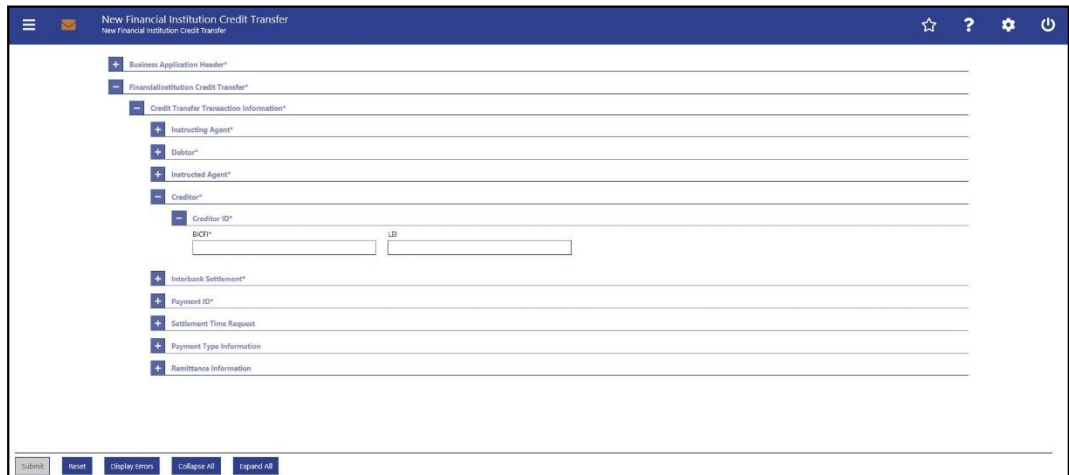 New Financial Institution Credit Transfer
New Financial Institution Credit Transfer
Business Application Header*
FinancialInstitution Credit Transfer*
Credit Transfer Transaction Information*
Instructing Agent*
Debtor*
Instructed Agent*
Creditor*
Creditor ID*
BICFI* LEI
Interbank Settlement*
Payment ID*
Settlement Time Request
Payment Type Information
Remittance Information
Submit Reset Display Errors Collapse All Expand All